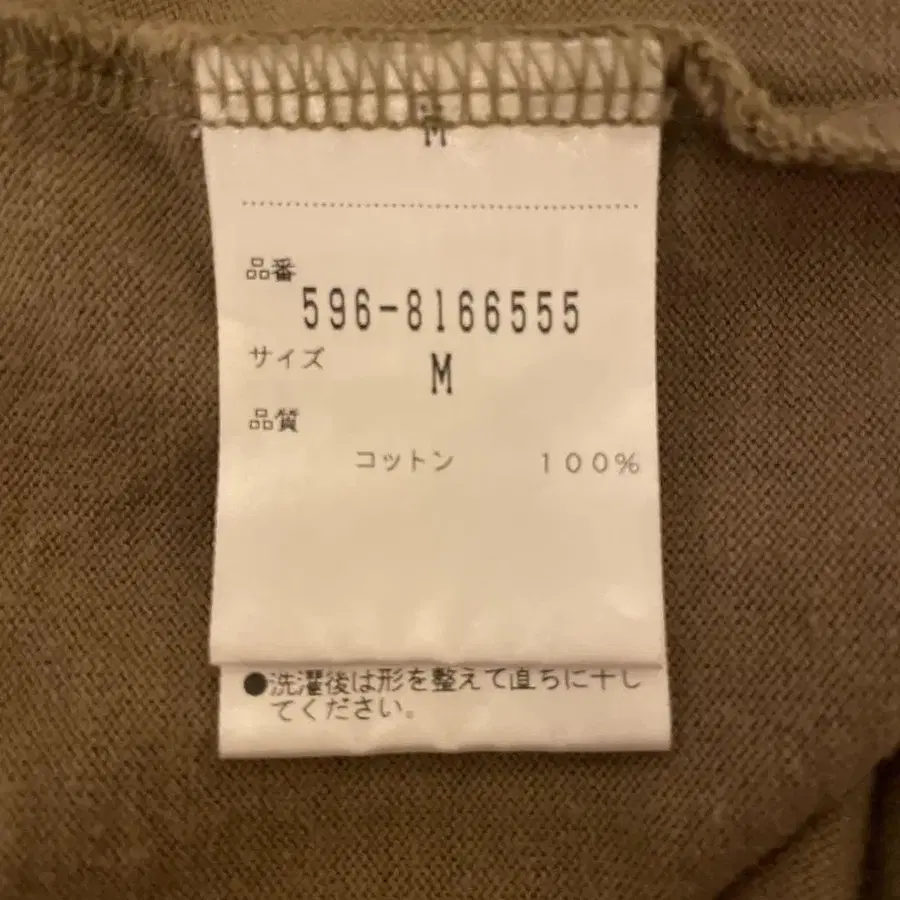 M
品番
596-8166555
サイズ
M
品質
コットン 100%
●洗濯後は形を整えて直ちに干し
てください。